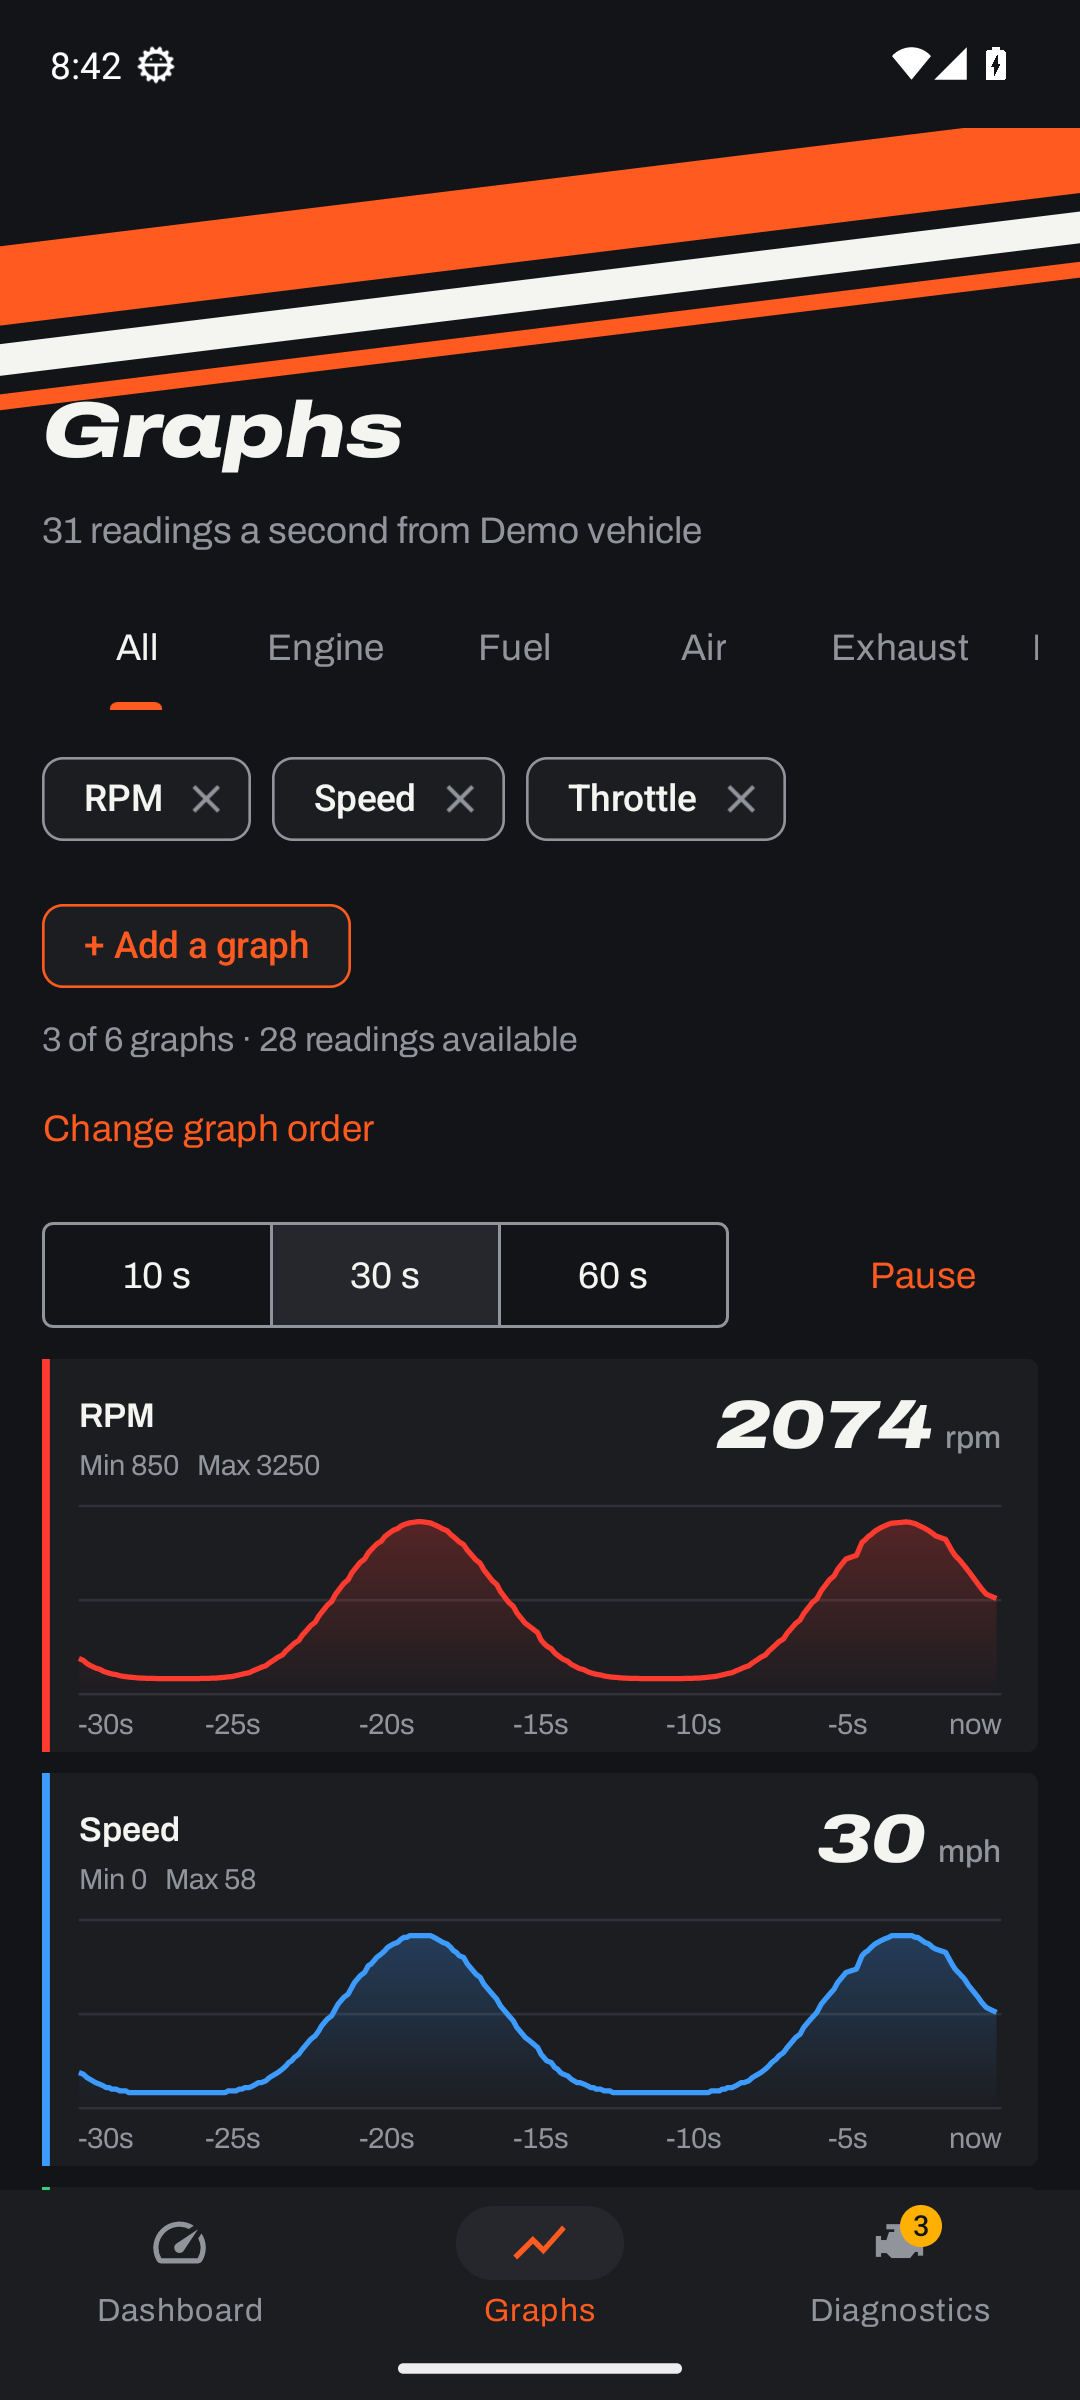 8:42
Graphs
31 readings a second from Demo vehicle
All Engine Fuel Air Exhaust
RPM Speed Throttle
+ Add a graph
3 of 6 graphs · 28 readings available
Change graph order
10 s 30 s 60 s Pause
RPM 2074 rpm
Min 850 Max 3250
-30s -25s -20s -15s -10s -5s now
Speed 30 mph
Min 0 Max 58
-30s -25s -20s -15s -10s -5s now
3
Dashboard Graphs Diagnostics